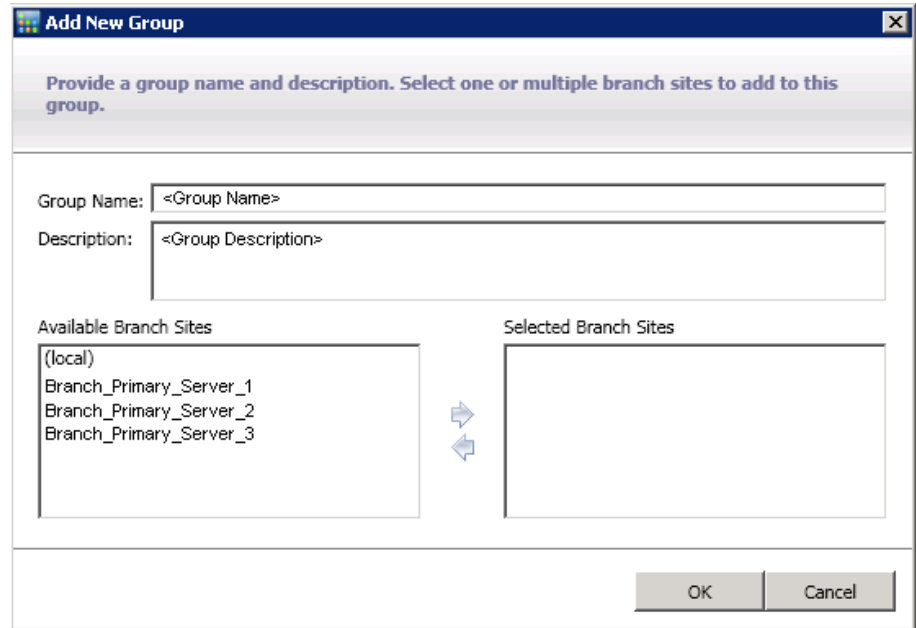 Add New Group
Provide a group name and description. Select one or multiple branch sites to add to this
group.
Group Name: <Group Name>
Description: <Group Description>
Available Branch Sites
(local)
Branch_Primary_Server_1
Branch_Primary_Server_2
Branch_Primary_Server_3
Selected Branch Sites
OK
Cancel